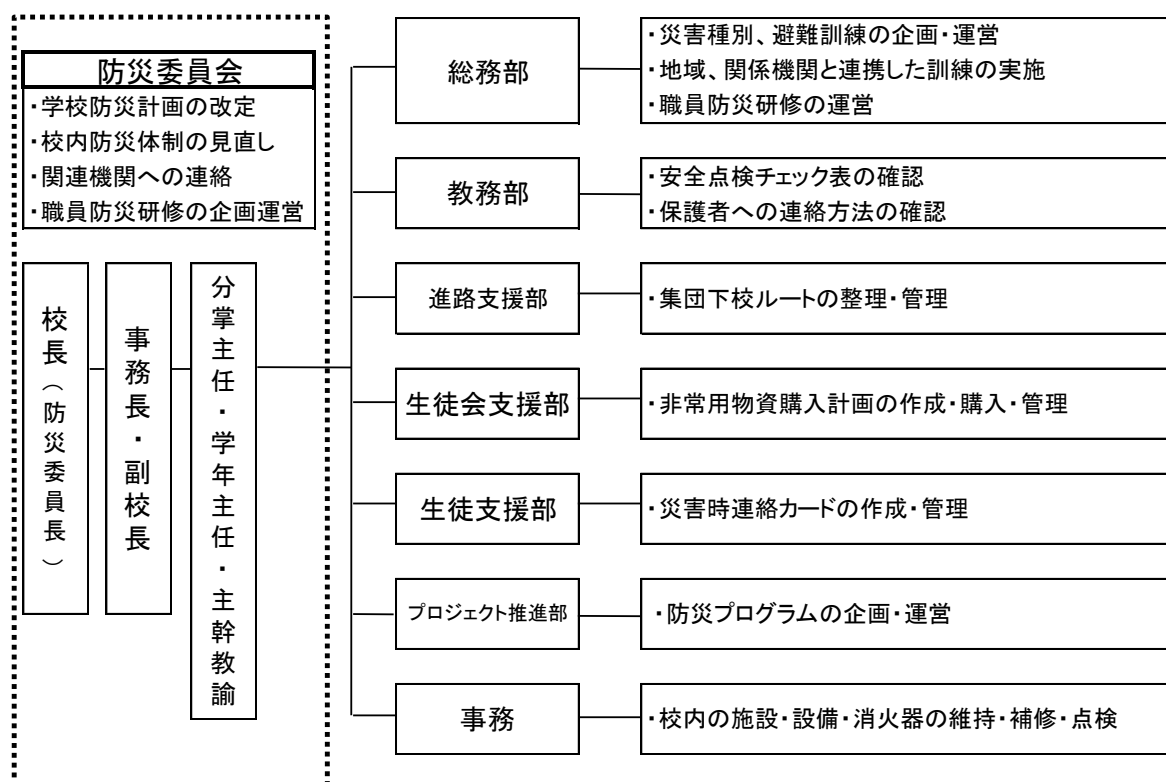 防災委員会
・学校防災計画の改定
・校内防災体制の見直し
・関連機関への連絡
・職員防災研修の企画運営
校長（防災委員長）
事務長・副校長
分掌主任・学年主任・主幹教諭
総務部
・災害種別、避難訓練の企画・運営
・地域、関係機関と連携した訓練の実施
・職員防災研修の運営
教務部
・安全点検チェック表の確認
・保護者への連絡方法の確認
進路支援部
・集団下校ルートの整理・管理
生徒会支援部
・非常用物資購入計画の作成・購入・管理
生徒支援部
・災害時連絡カードの作成・管理
プロジェクト推進部
・防災プログラムの企画・運営
事務
・校内の施設・設備・消火器の維持・補修・点検